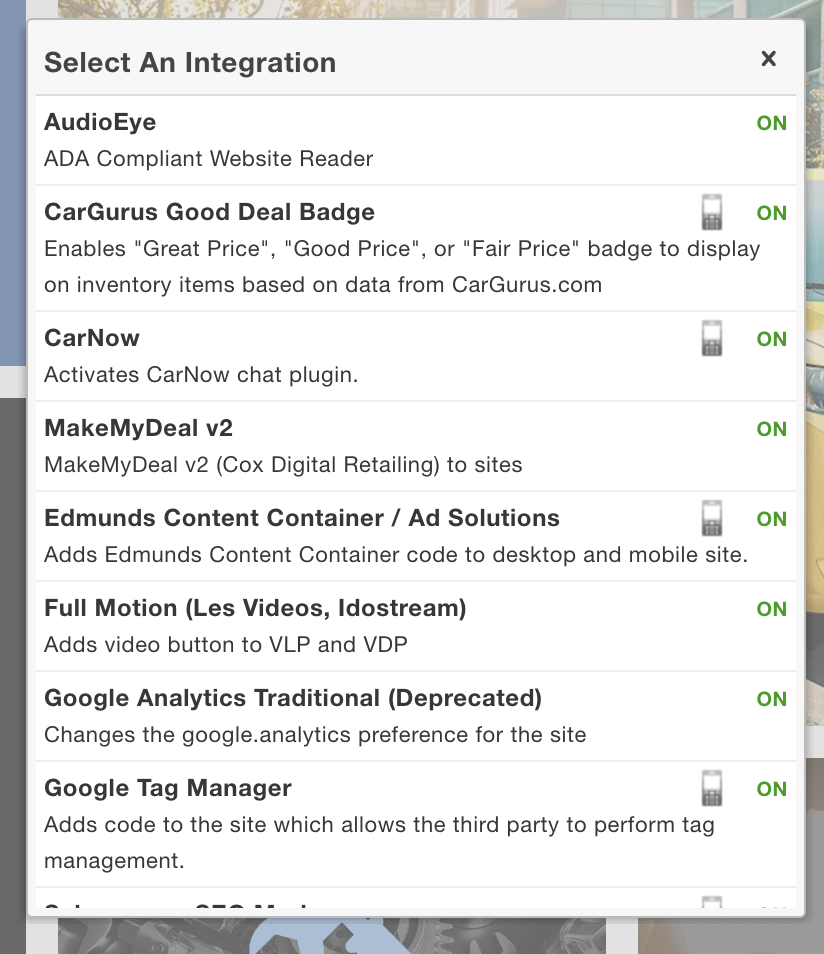 Select An Integration
×
AudioEye
ON
ADA Compliant Website Reader
CarGurus Good Deal Badge
ON
Enables "Great Price", "Good Price", or "Fair Price" badge to display
on inventory items based on data from CarGurus.com
CarNow
ON
Activates CarNow chat plugin.
MakeMyDeal v2
ON
MakeMyDeal v2 (Cox Digital Retailing) to sites
Edmunds Content Container / Ad Solutions
ON
Adds Edmunds Content Container code to desktop and mobile site.
Full Motion (Les Videos, Idostream)
ON
Adds video button to VLP and VDP
Google Analytics Traditional (Deprecated)
ON
Changes the google.analytics preference for the site
Google Tag Manager
ON
Adds code to the site which allows the third party to perform tag
management.